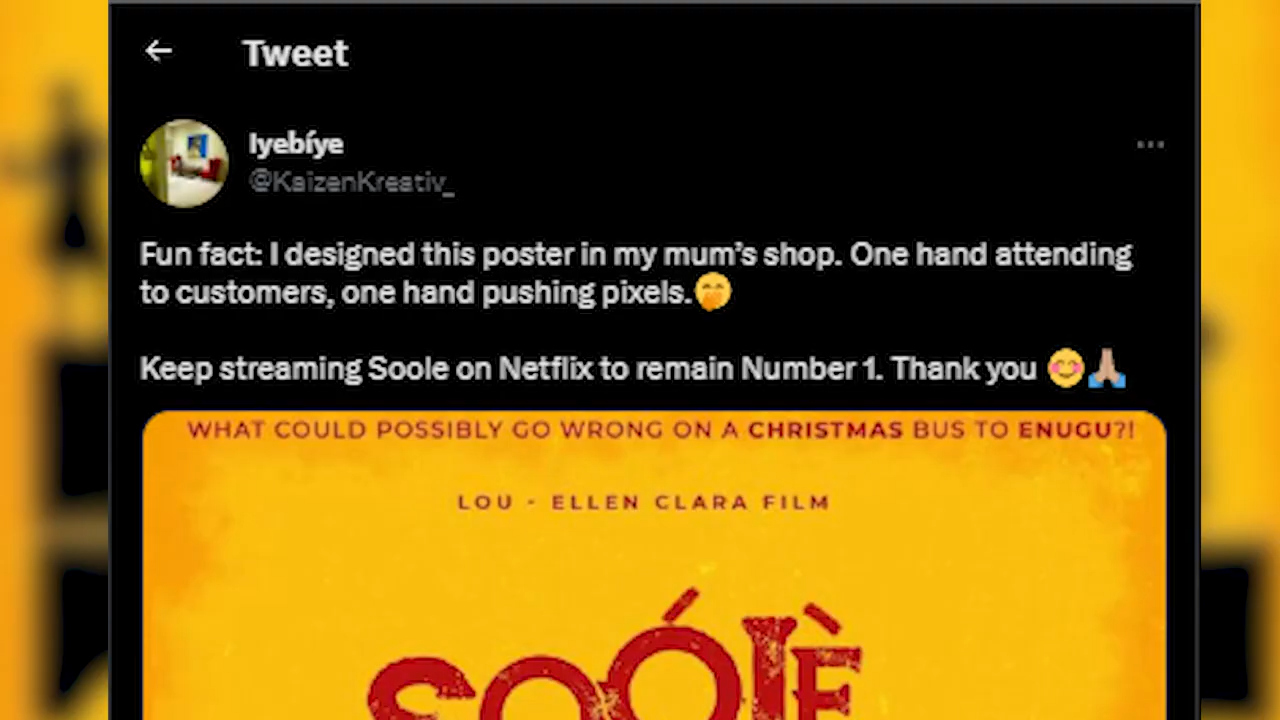 Tweet
Iyebíye
@KaizenKreativ_
Fun fact: I designed this poster in my mum’s shop. One hand attending
to customers, one hand pushing pixels.🤭
Keep streaming Soole on Netflix to remain Number 1. Thank you 😊🙏🏼
WHAT COULD POSSIBLY GO WRONG ON A CHRISTMAS BUS TO ENUGU?!
LOU - ELLEN CLARA FILM
SOÓLÈ